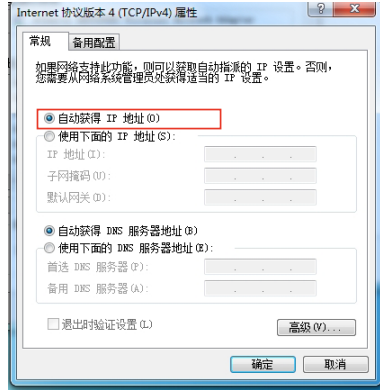 Internet 协议版本 4 (TCP/IPv4) 属性
常规 备用配置
如果网络支持此功能，则可以获取自动指派的 IP 设置。否则，
您需要从网络系统管理员处获得适当的 IP 设置。
自动获得 IP 地址(O)
使用下面的 IP 地址(S):
IP 地址(I):
子网掩码(U):
默认网关(D):
自动获得 DNS 服务器地址(B)
使用下面的 DNS 服务器地址(E):
首选 DNS 服务器(P):
备用 DNS 服务器(A):
退出时验证设置(L)
高级(V)...
确定 取消